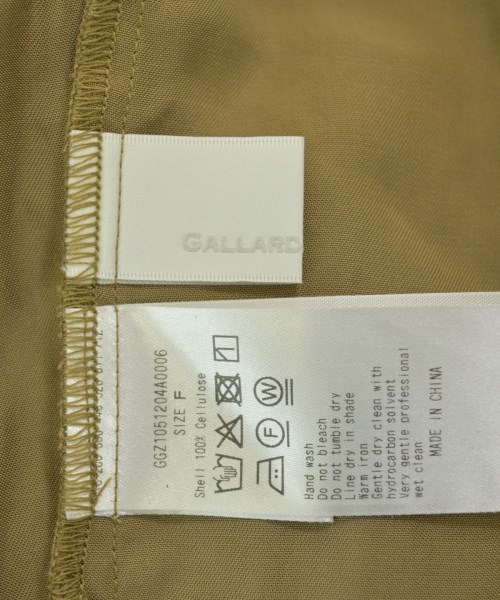 GALLARD
GGZ1051204A0006
SIZE F
Shell 100% Cellulose
F W
Hand wash
Do not bleach
Do not tumble dry
Line dry in shade
Warm iron
Gentle dry clean with
hydrocarbon solvent
Very gentle professional
wet clean
MADE IN CHINA